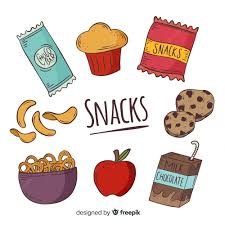 SNACKS
SNACKS
MILK
CHOCOLATE
designed by freepik